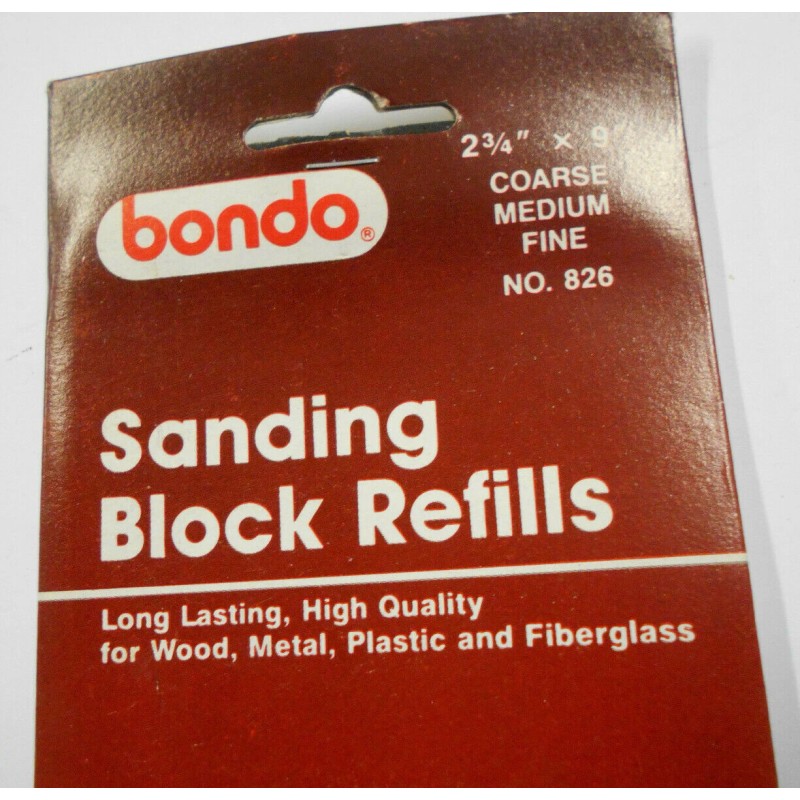 bondo®
2¾" × 9"
COARSE
MEDIUM
FINE
NO. 826
Sanding
Block Refills
Long Lasting, High Quality
for Wood, Metal, Plastic and Fiberglass